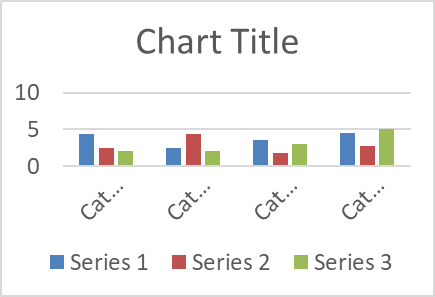 Chart Title
10
5
0
Cat... Cat... Cat... Cat...
Series 1 Series 2 Series 3